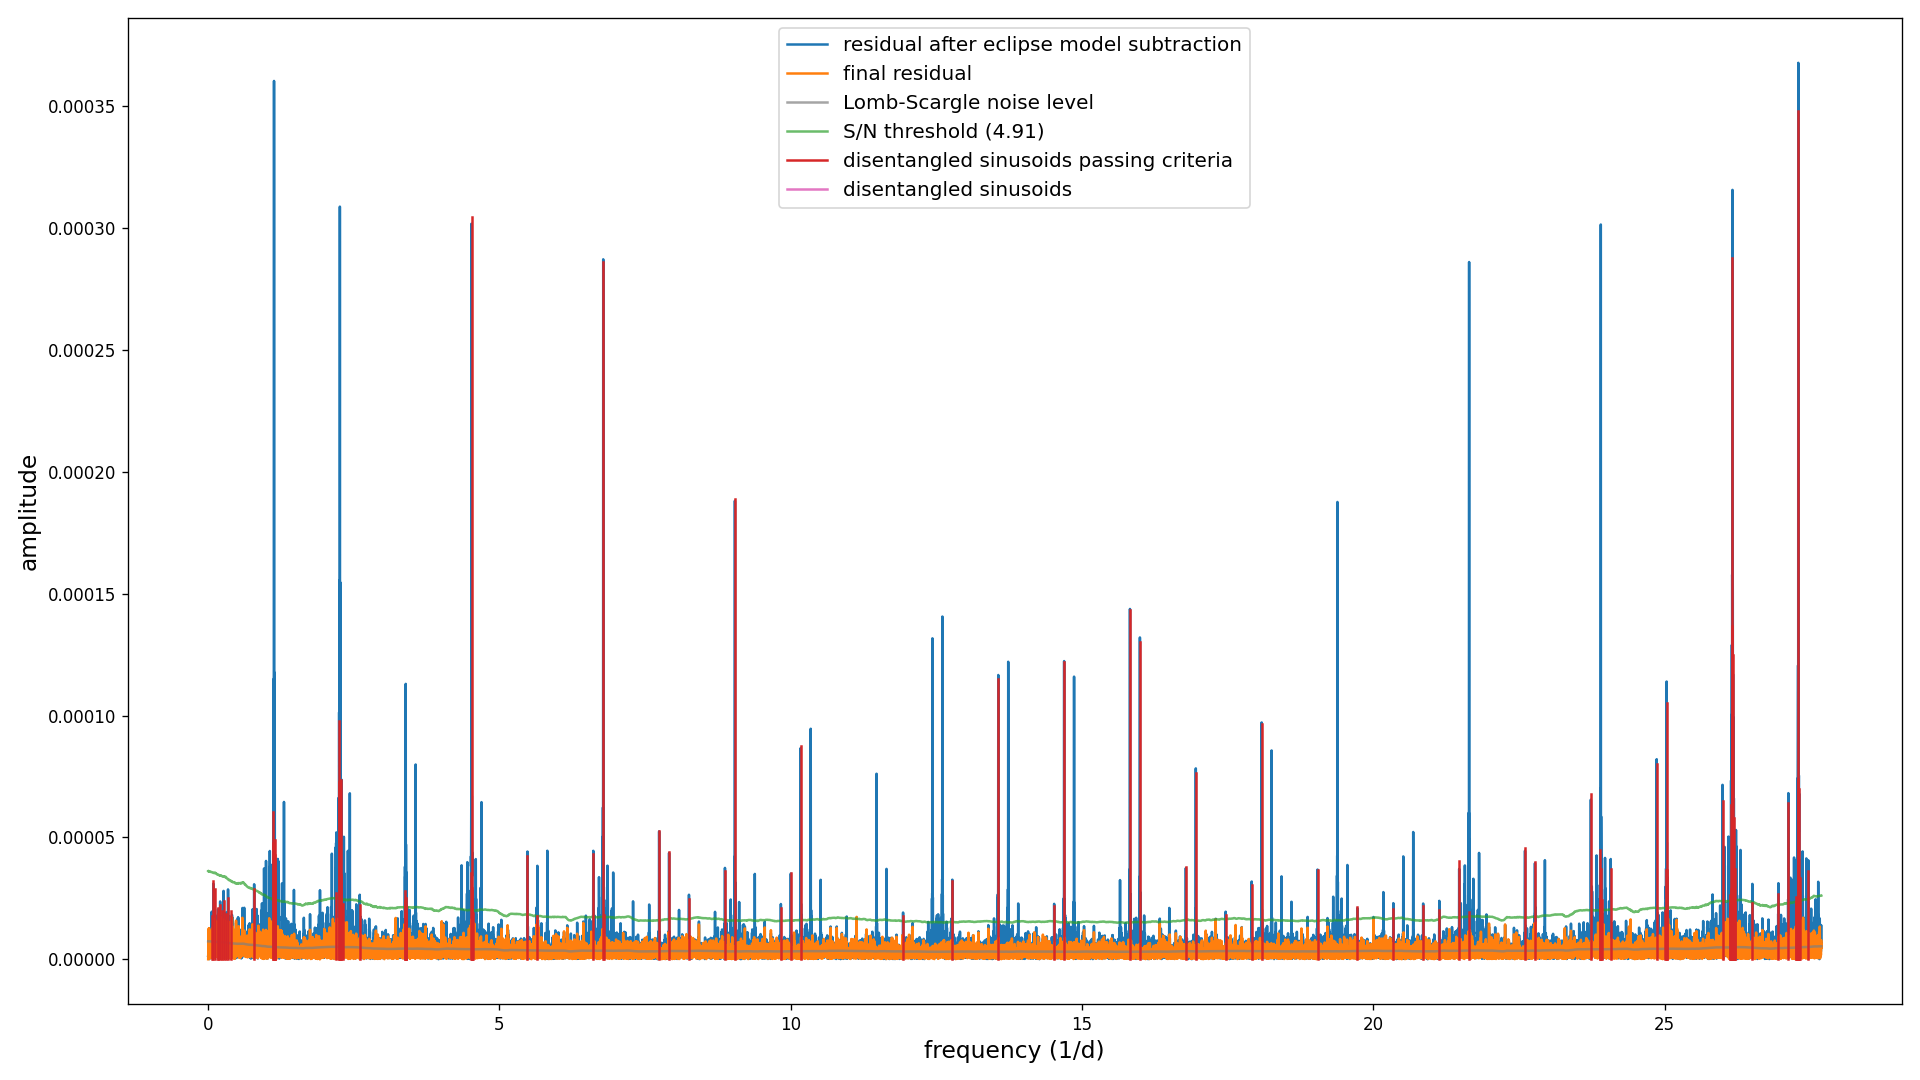 residual after eclipse model subtraction
final residual
Lomb-Scargle noise level
S/N threshold (4.91)
disentangled sinusoids passing criteria
disentangled sinusoids
amplitude
0.00035
0.00030
0.00025
0.00020
0.00015
0.00010
0.00005
0.00000
0 5 10 15 20 25
frequency (1/d)